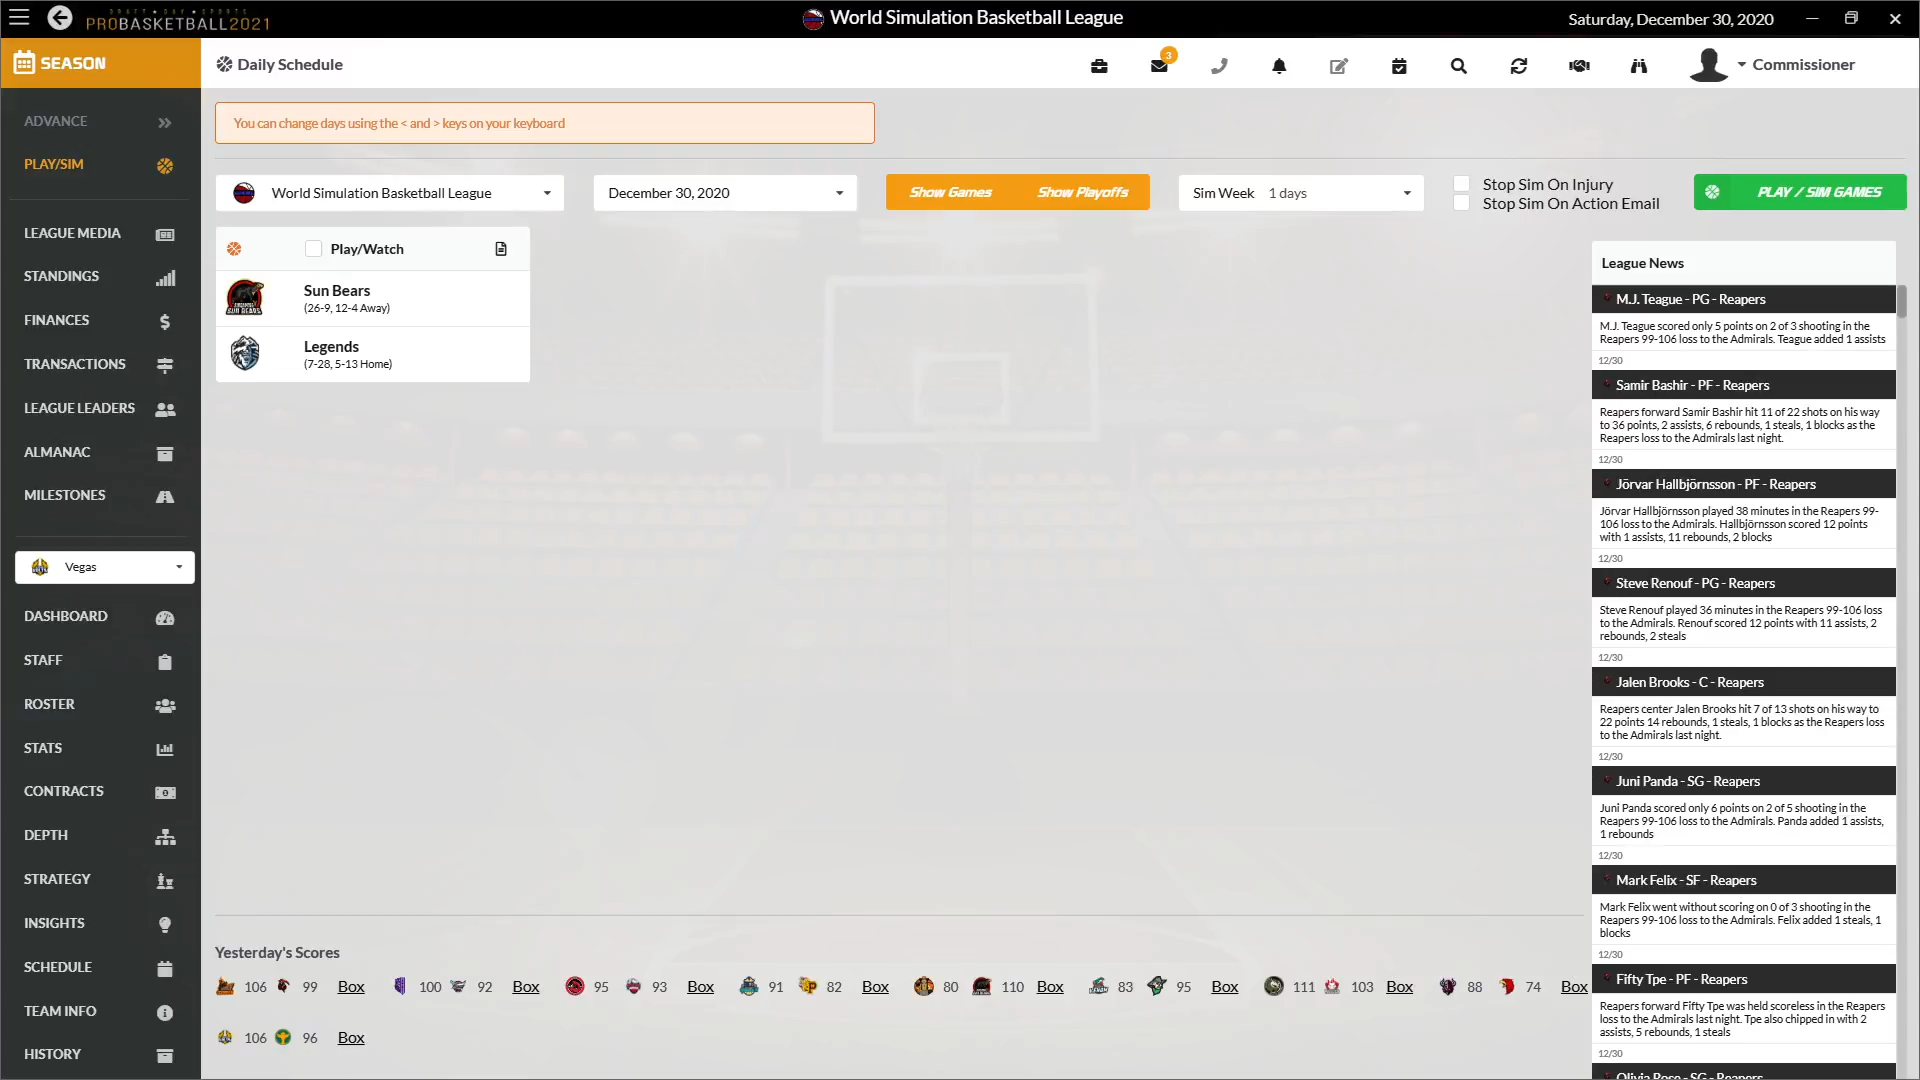 DRAFT DAY SPORTS
PROBASKETBALL2021
World Simulation Basketball League
Saturday, December 30, 2020
SEASON
Daily Schedule
3
Commissioner
ADVANCE
PLAY/SIM
LEAGUE MEDIA
STANDINGS
FINANCES
TRANSACTIONS
LEAGUE LEADERS
ALMANAC
MILESTONES
Vegas
DASHBOARD
STAFF
ROSTER
STATS
CONTRACTS
DEPTH
STRATEGY
INSIGHTS
SCHEDULE
TEAM INFO
HISTORY
You can change days using the < and > keys on your keyboard
World Simulation Basketball League
December 30, 2020
Show Games
Show Playoffs
Sim Week 1 days
Stop Sim On Injury
Stop Sim On Action Email
PLAY / SIM GAMES
Play/Watch
Sun Bears
(26-9, 12-4 Away)
Legends
(7-28, 5-13 Home)
Yesterday's Scores
106 99 Box 100 92 Box 95 93 Box 91 82 Box 80 110 Box 83 95 Box 111 103 Box 88 74 Box
106 96 Box
League News
M.J. Teague - PG - Reapers
M.J. Teague scored only 5 points on 2 of 3 shooting in the
Reapers 99-106 loss to the Admirals. Teague added 1 assists
12/30
Samir Bashir - PF - Reapers
Reapers forward Samir Bashir hit 11 of 22 shots on his way
to 36 points, 2 assists, 6 rebounds, 1 steals, 1 blocks as the
Reapers loss to the Admirals last night.
12/30
Jörvar Hallbjörnsson - PF - Reapers
Jörvar Hallbjörnsson played 38 minutes in the Reapers 99-
106 loss to the Admirals. Hallbjörnsson scored 12 points
with 1 assists, 11 rebounds, 2 blocks
12/30
Steve Renouf - PG - Reapers
Steve Renouf played 36 minutes in the Reapers 99-106 loss
to the Admirals. Renouf scored 12 points with 11 assists, 2
rebounds, 2 steals
12/30
Jalen Brooks - C - Reapers
Reapers center Jalen Brooks hit 7 of 13 shots on his way to
22 points 14 rebounds, 1 steals, 1 blocks as the Reapers loss
to the Admirals last night.
12/30
Juni Panda - SG - Reapers
Juni Panda scored only 6 points on 2 of 5 shooting in the
Reapers 99-106 loss to the Admirals. Panda added 1 assists,
1 rebounds
12/30
Mark Felix - SF - Reapers
Mark Felix went without scoring on 0 of 3 shooting in the
Reapers 99-106 loss to the Admirals. Felix added 1 steals, 1
blocks
12/30
Fifty Tpe - PF - Reapers
Reapers forward Fifty Tpe was held scoreless in the Reapers
loss to the Admirals last night. Tpe also chipped in with 2
assists, 5 rebounds, 1 steals
12/30
Olivia Rose - SG - Reapers